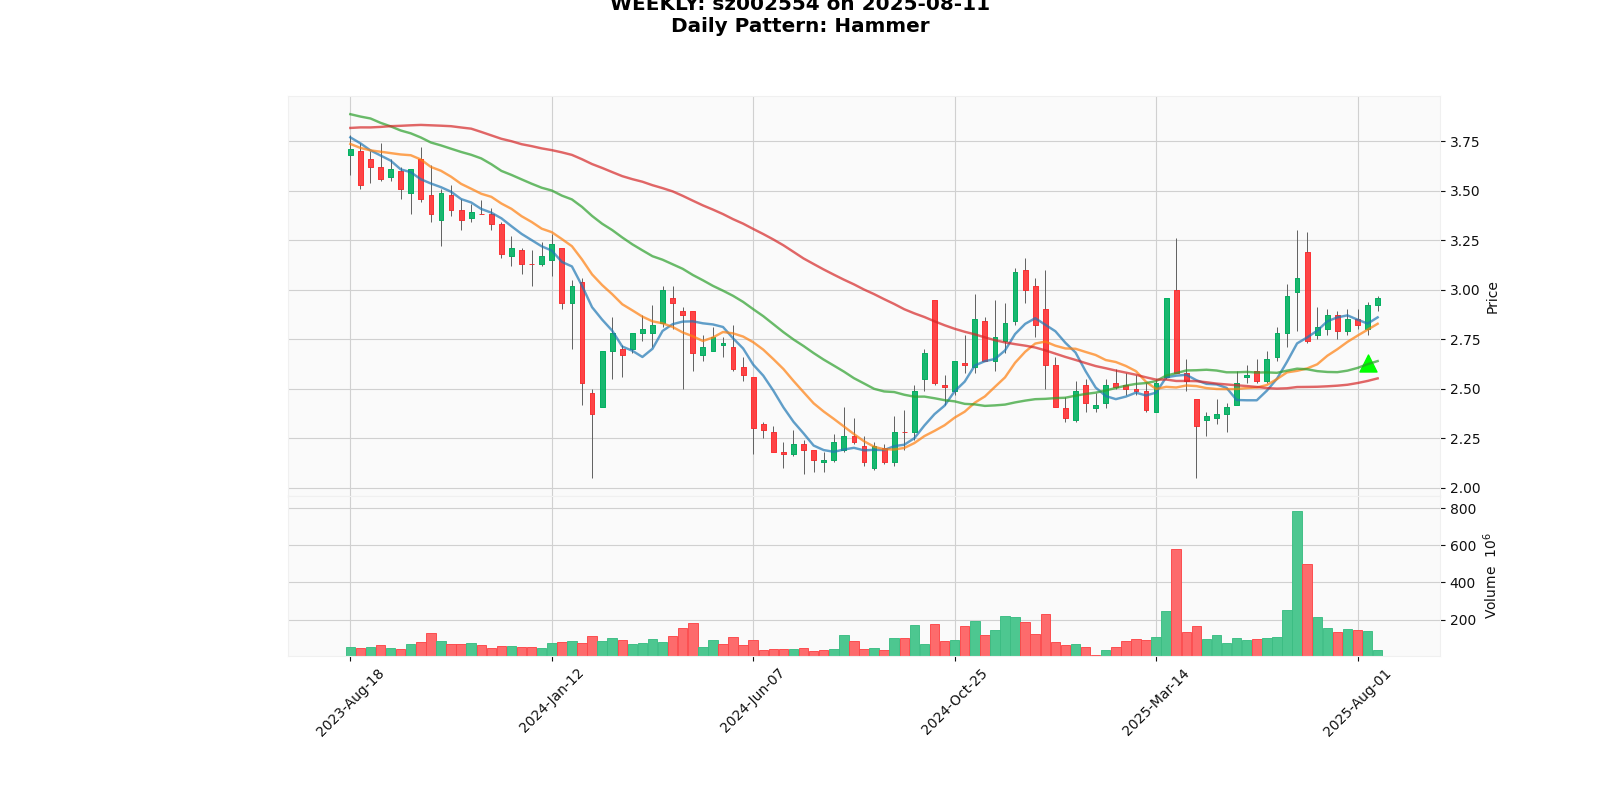 WEEKLY: sz002554 on 2025-08-11
Daily Pattern: Hammer
3.75
3.50
3.25
3.00
2.75
2.50
2.25
2.00
Price
800
600
400
200
Volume 10^6
2023-Aug-18
2024-Jan-12
2024-Jun-07
2024-Oct-25
2025-Mar-14
2025-Aug-01